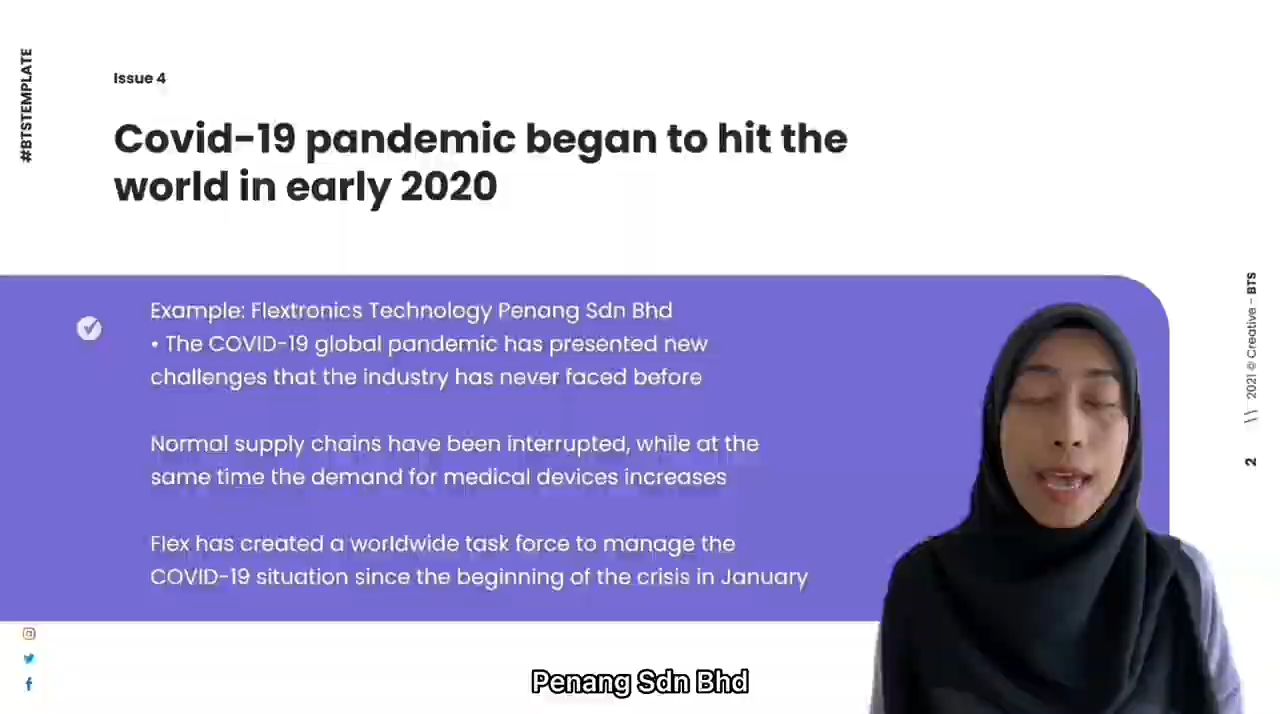 #BTSTEMPLATE
Issue 4
Covid-19 pandemic began to hit the
world in early 2020
Example: Flextronics Technology Penang Sdn Bhd
• The COVID-19 global pandemic has presented new
challenges that the industry has never faced before
Normal supply chains have been interrupted, while at the
same time the demand for medical devices increases
Flex has created a worldwide task force to manage the
COVID-19 situation since the beginning of the crisis in January
2 \\ 2021 © Creative - BTS
Penang Sdn Bhd